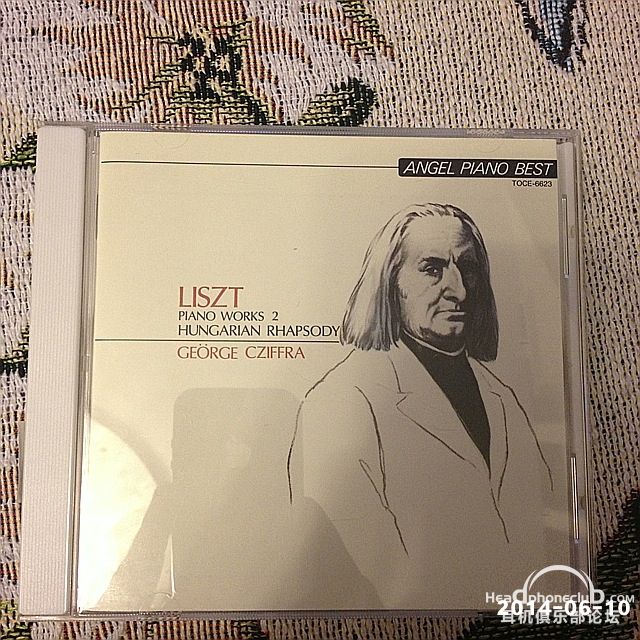 ANGEL PIANO BEST
TOCE-6623
LISZT
PIANO WORKS 2
HUNGARIAN RHAPSODY
GEÖRGE CZIFFRA
HeadphoneclUb.com
2014-06-10
耳机俱乐部论坛